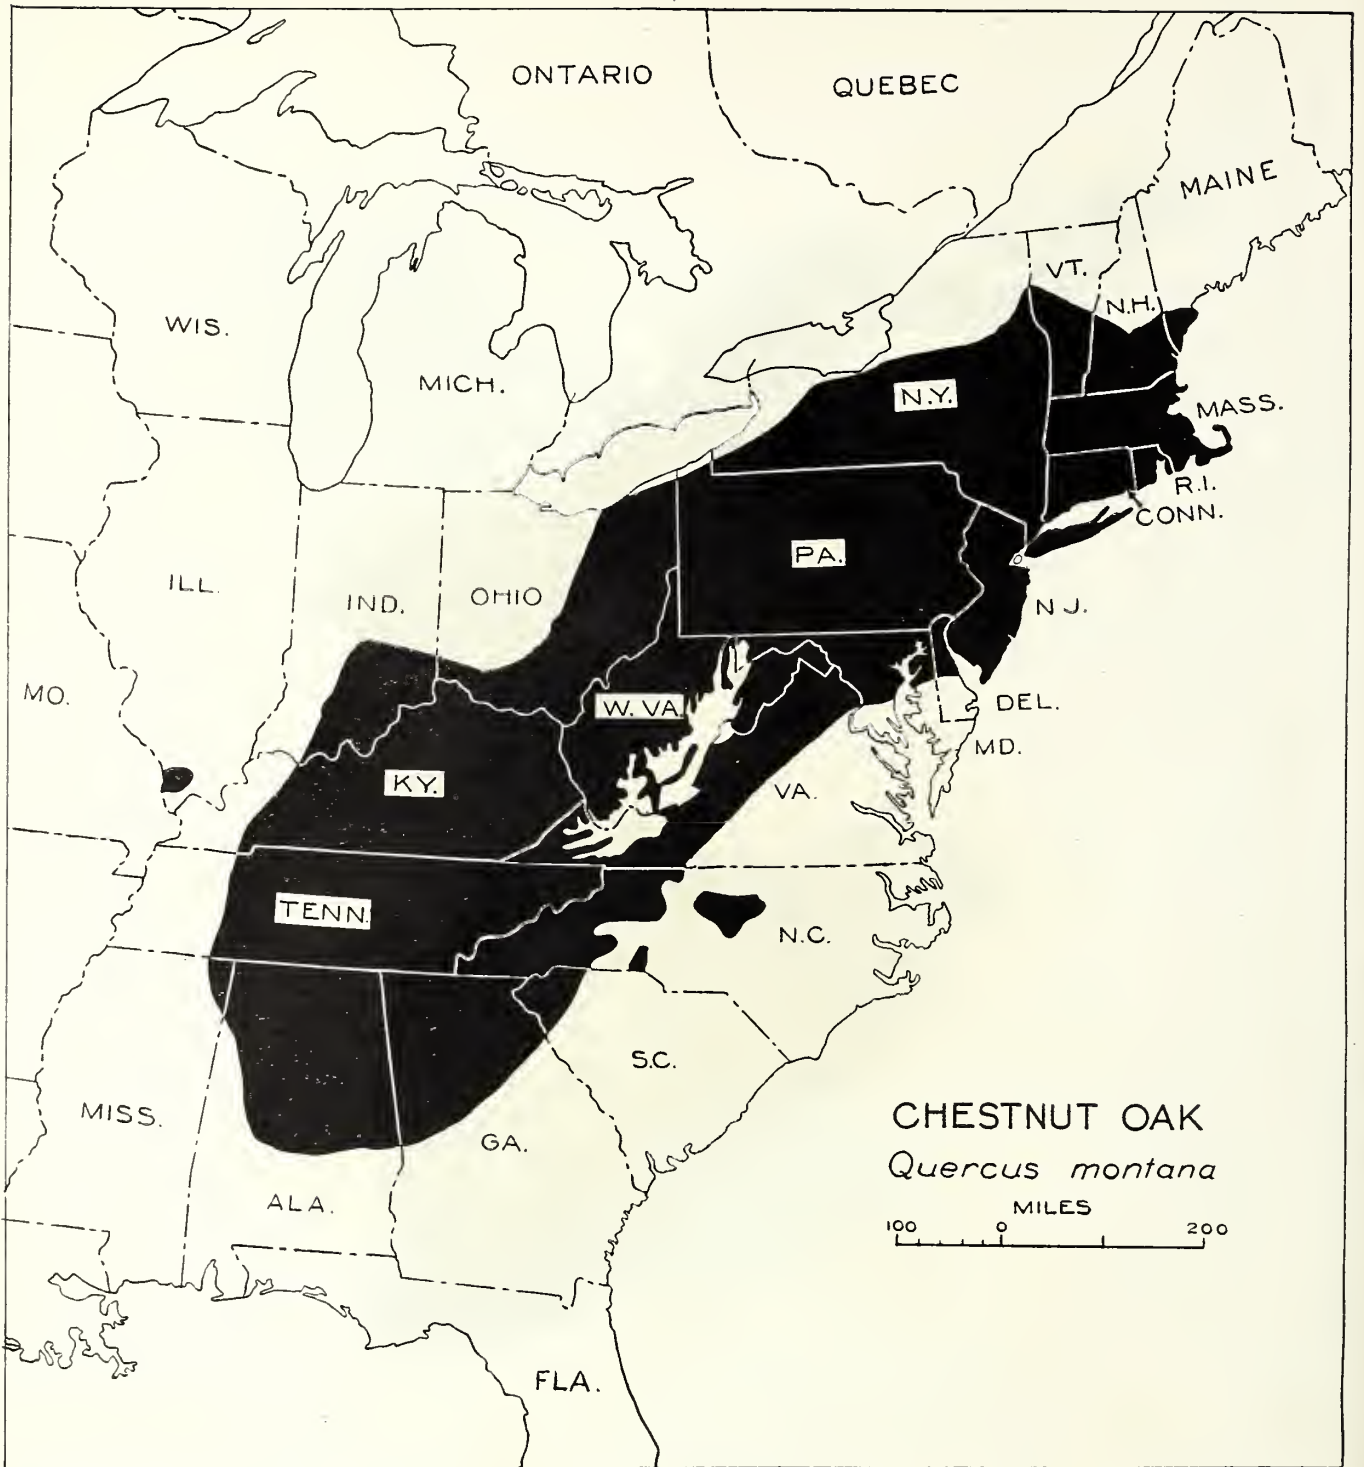 ONTARIO
QUEBEC
MAINE
VT.
N.H.
WIS.
MICH.
N.Y.
MASS.
R.I.
CONN.
PA.
ILL.
IND.
OHIO
N J.
MO.
W. VA.
DEL.
MD.
KY.
VA.
TENN.
N.C.
S.C.
MISS.
GA.
ALA.
FLA.
CHESTNUT OAK
Quercus montana
MILES
100 0 200